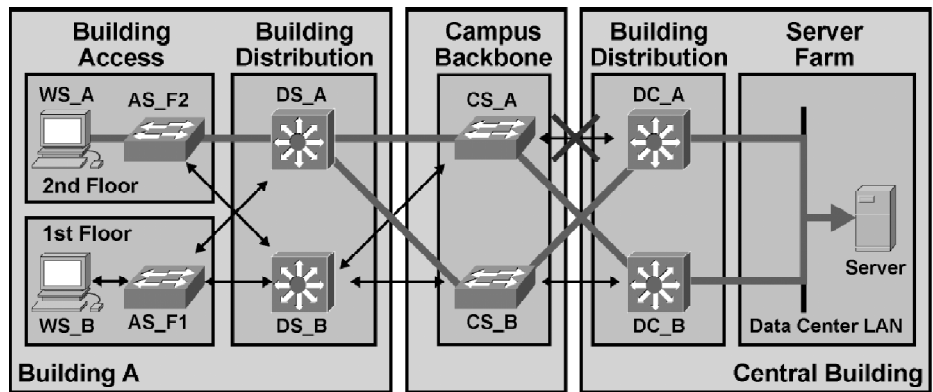 Building
Access
Building
Distribution
Campus
Backbone
Building
Distribution
Server
Farm
WS_A
AS_F2
2nd Floor
1st Floor
WS_B
AS_F1
DS_A
DS_B
CS_A
CS_B
DC_A
DC_B
Server
Data Center LAN
Building A
Central Building